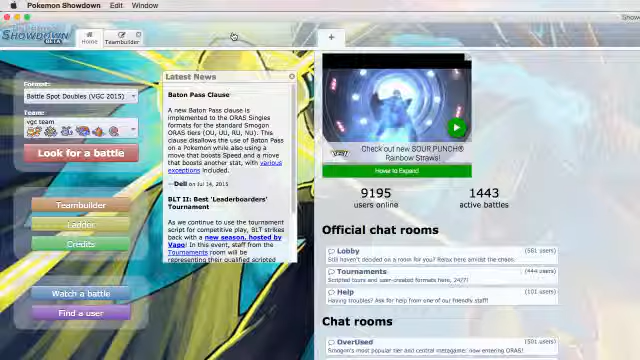 Pokemon Showdown Edit Window
Show
SHOWDOWN
BETA
Home
Teambuilder
+
Format:
Battle Spot Doubles (VGC 2015)
Team:
vgc team
Look for a battle
Teambuilder
Ladder
Credits
Watch a battle
Find a user
Latest News
Baton Pass Clause
A new Baton Pass clause is
implemented to the ORAS Singles
formats for the standard Smogon
ORAS tiers (OU, UU, RU, NU). This
clause disallows the use of Baton Pass
on a Pokemon while also using a
move that boosts Speed and a move
that boosts another stat, with various
exceptions included.
—Dell on Jul 14, 2015
BLT II: Best 'Leaderboarders'
Tournament
As we continue to use the tournament
script for competitive play, BLT strikes
back with a new season, hosted by
Vapo! In this event, staff from the
Tournaments room will be
representing their qualified scripted
Check out new SOUR PUNCH®
Rainbow Straws!
Hover to Expand
9195
users online
1443
active battles
Official chat rooms
Lobby (581 users)
Still haven't decided on a room for you? Relax here amidst the chaos.
Tournaments (444 users)
Scripted tours and user-created formats here, 24/7!
Help (101 users)
Having troubles? Ask for help from one of our friendly staff!
Chat rooms
OverUsed
Smogon's most popular tier and central metagame: now entering ORAS!